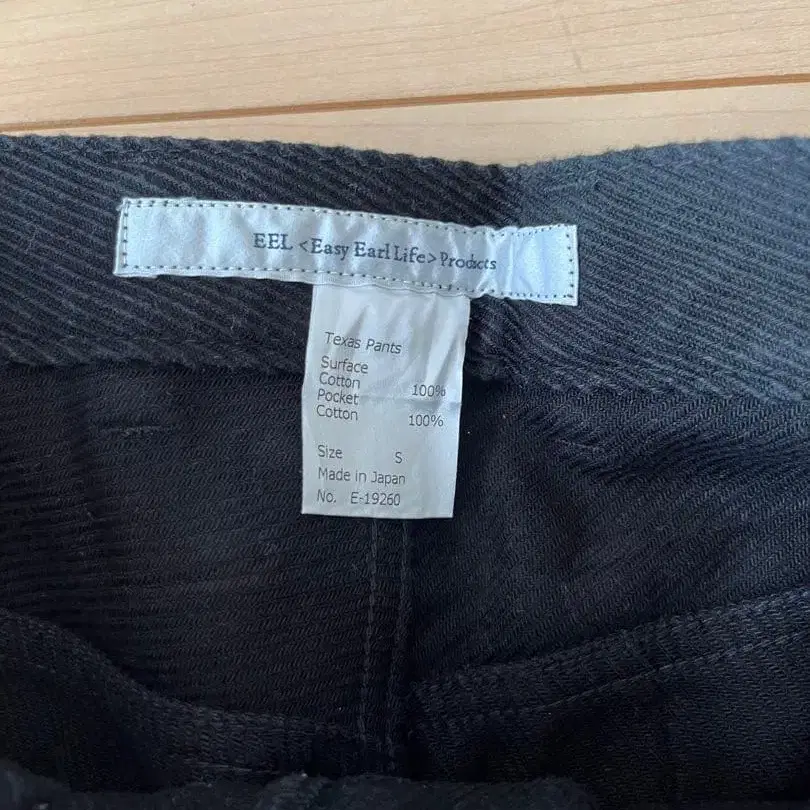 EEL <Easy Earl Life> Products
Texas Pants
Surface
Cotton 100%
Pocket
Cotton 100%
Size S
Made in Japan
No. E-19260